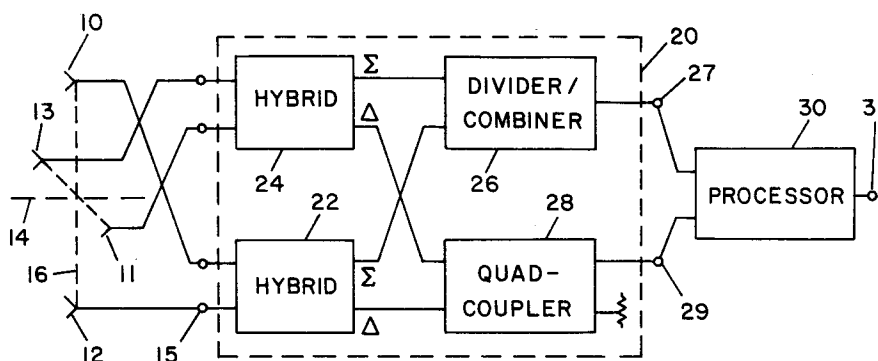 10
20
27
Σ
HYBRID
DIVIDER/
COMBINER
13
30
3
Δ
24
26
PROCESSOR
14
22
28
Σ
HYBRID
QUAD-
COUPLER
16
11
29
Δ
12
15